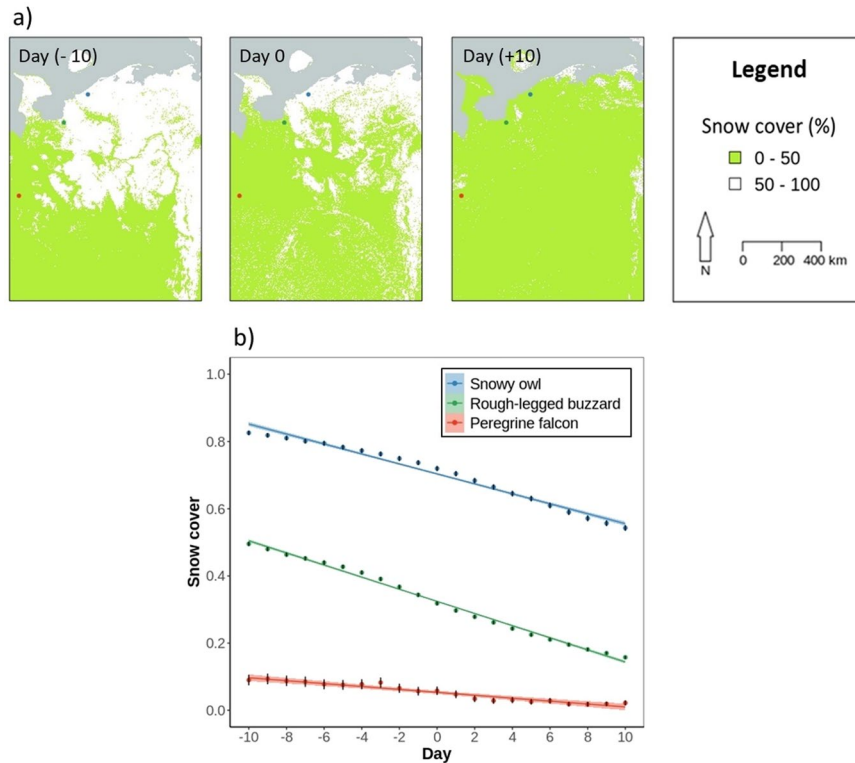 a)
Day (- 10)
Day 0
Day (+10)
Legend
Snow cover (%)
0 - 50
50 - 100
N
0 200 400 km
b)
1.0
0.8
0.6
0.4
0.2
0.0
Snow cover
Snowy owl
Rough-legged buzzard
Peregrine falcon
-10 -8 -6 -4 -2 0 2 4 6 8 10
Day